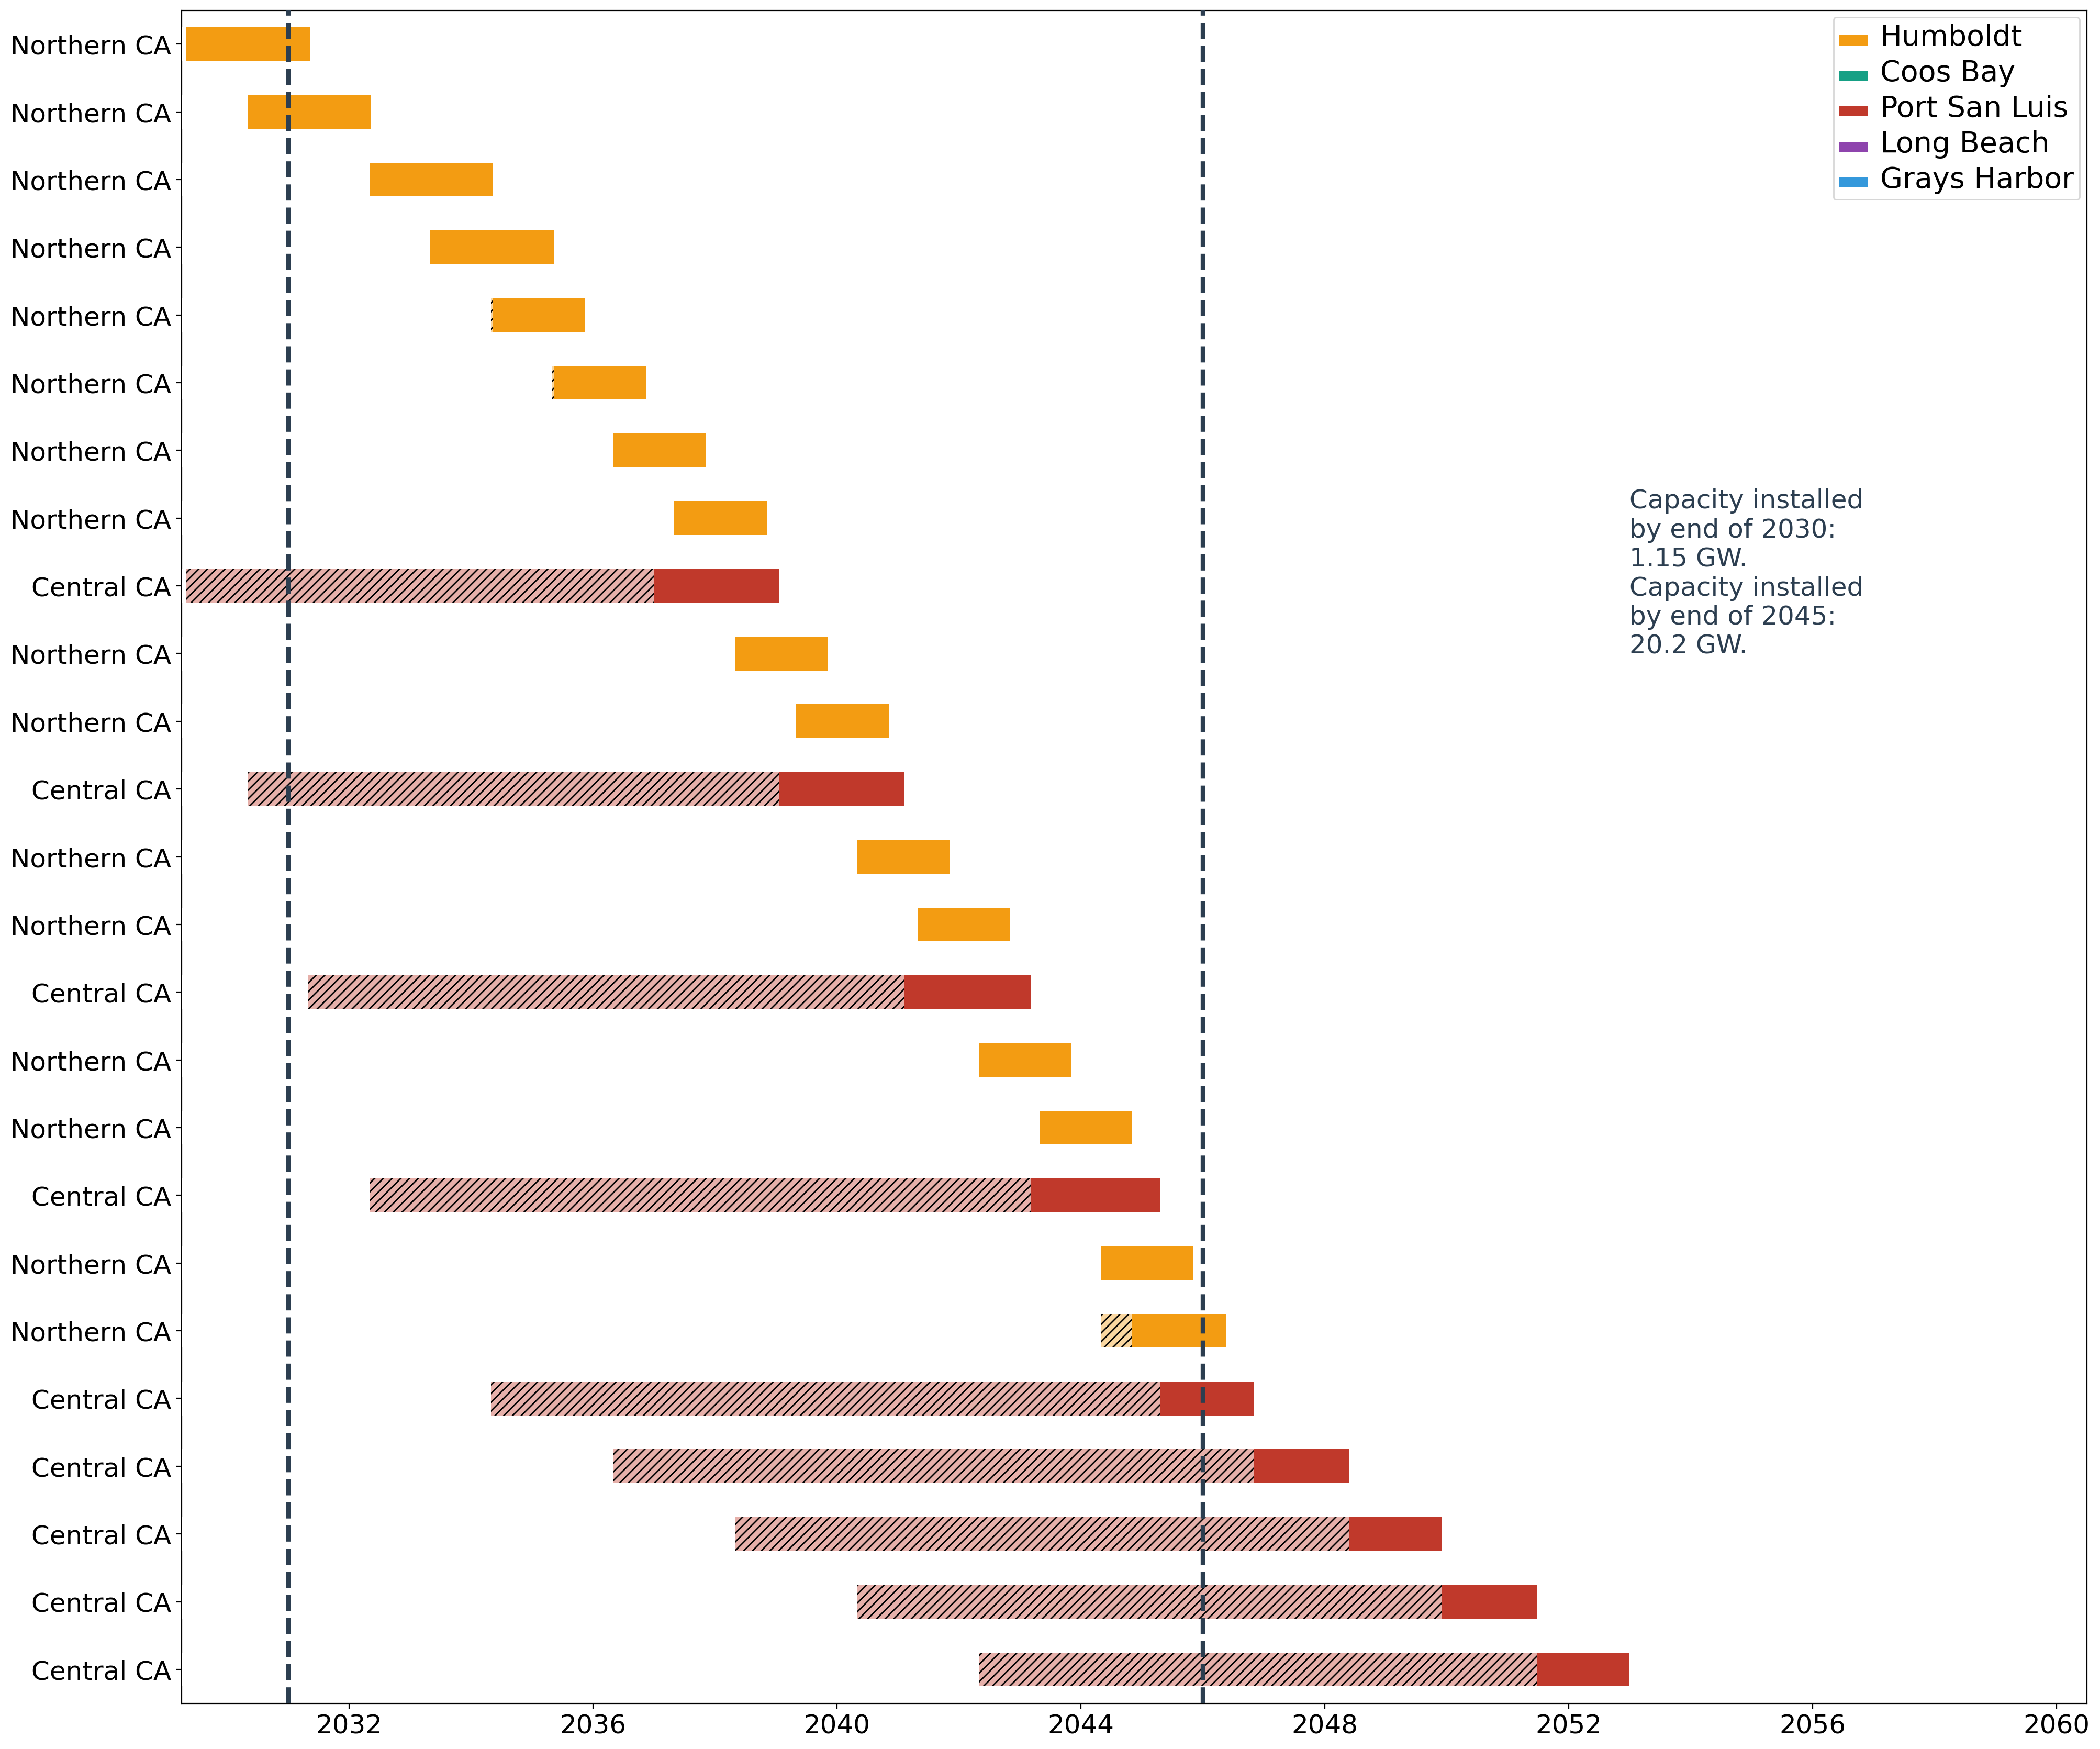 Northern CA
Northern CA
Northern CA
Northern CA
Northern CA
Northern CA
Northern CA
Northern CA
Central CA
Northern CA
Northern CA
Central CA
Northern CA
Northern CA
Central CA
Northern CA
Northern CA
Central CA
Northern CA
Northern CA
Central CA
Central CA
Central CA
Central CA
Central CA
Humboldt
Coos Bay
Port San Luis
Long Beach
Grays Harbor
Capacity installed
by end of 2030:
1.15 GW.
Capacity installed
by end of 2045:
20.2 GW.
2032 2036 2040 2044 2048 2052 2056 2060